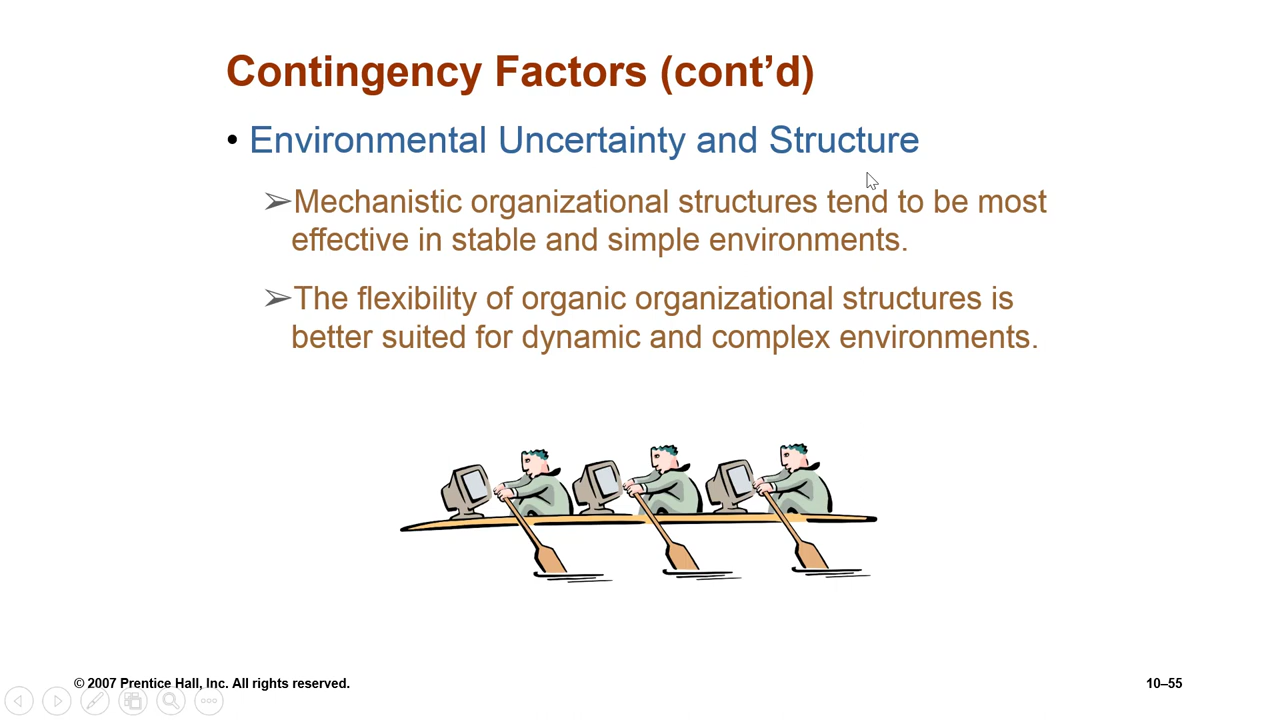 Contingency Factors (cont’d)
• Environmental Uncertainty and Structure
➢Mechanistic organizational structures tend to be most
effective in stable and simple environments.
➢The flexibility of organic organizational structures is
better suited for dynamic and complex environments.
© 2007 Prentice Hall, Inc. All rights reserved.
10–55